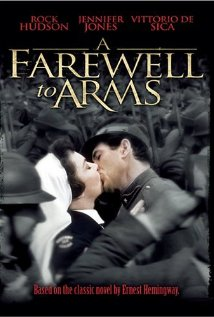 ROCK HUDSON JENNIFER JONES VITTORIO DE SICA
A
FAREWELL
to ARMS
Based on the classic novel by Ernest Hemingway.